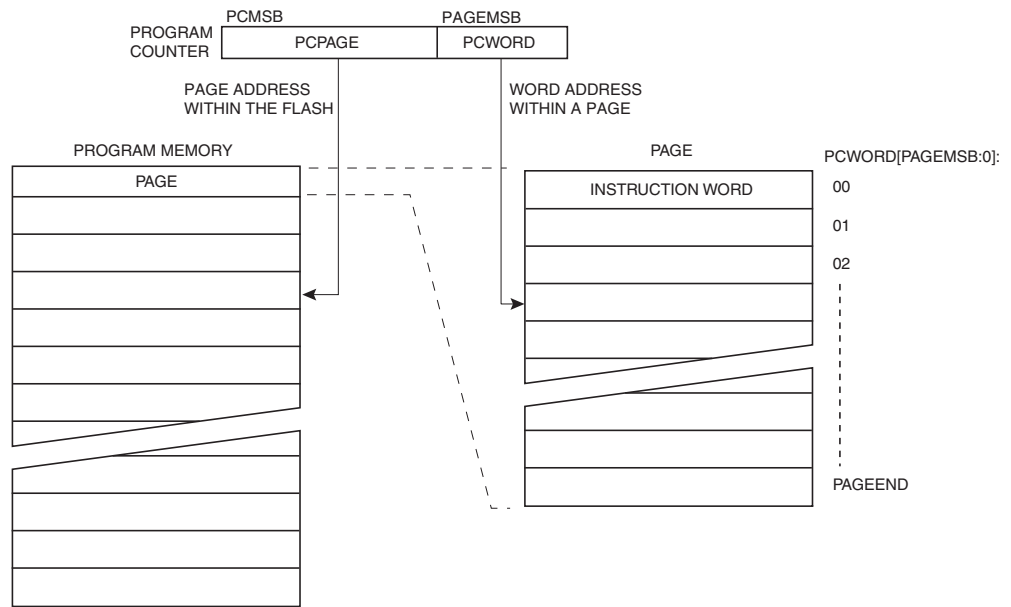 PCMSB PAGEMSB
PROGRAM
COUNTER
PCPAGE PCWORD
PAGE ADDRESS
WITHIN THE FLASH
WORD ADDRESS
WITHIN A PAGE
PROGRAM MEMORY
PAGE
PAGE
INSTRUCTION WORD
PCWORD[PAGEMSB:0]:
00
01
02
PAGEEND